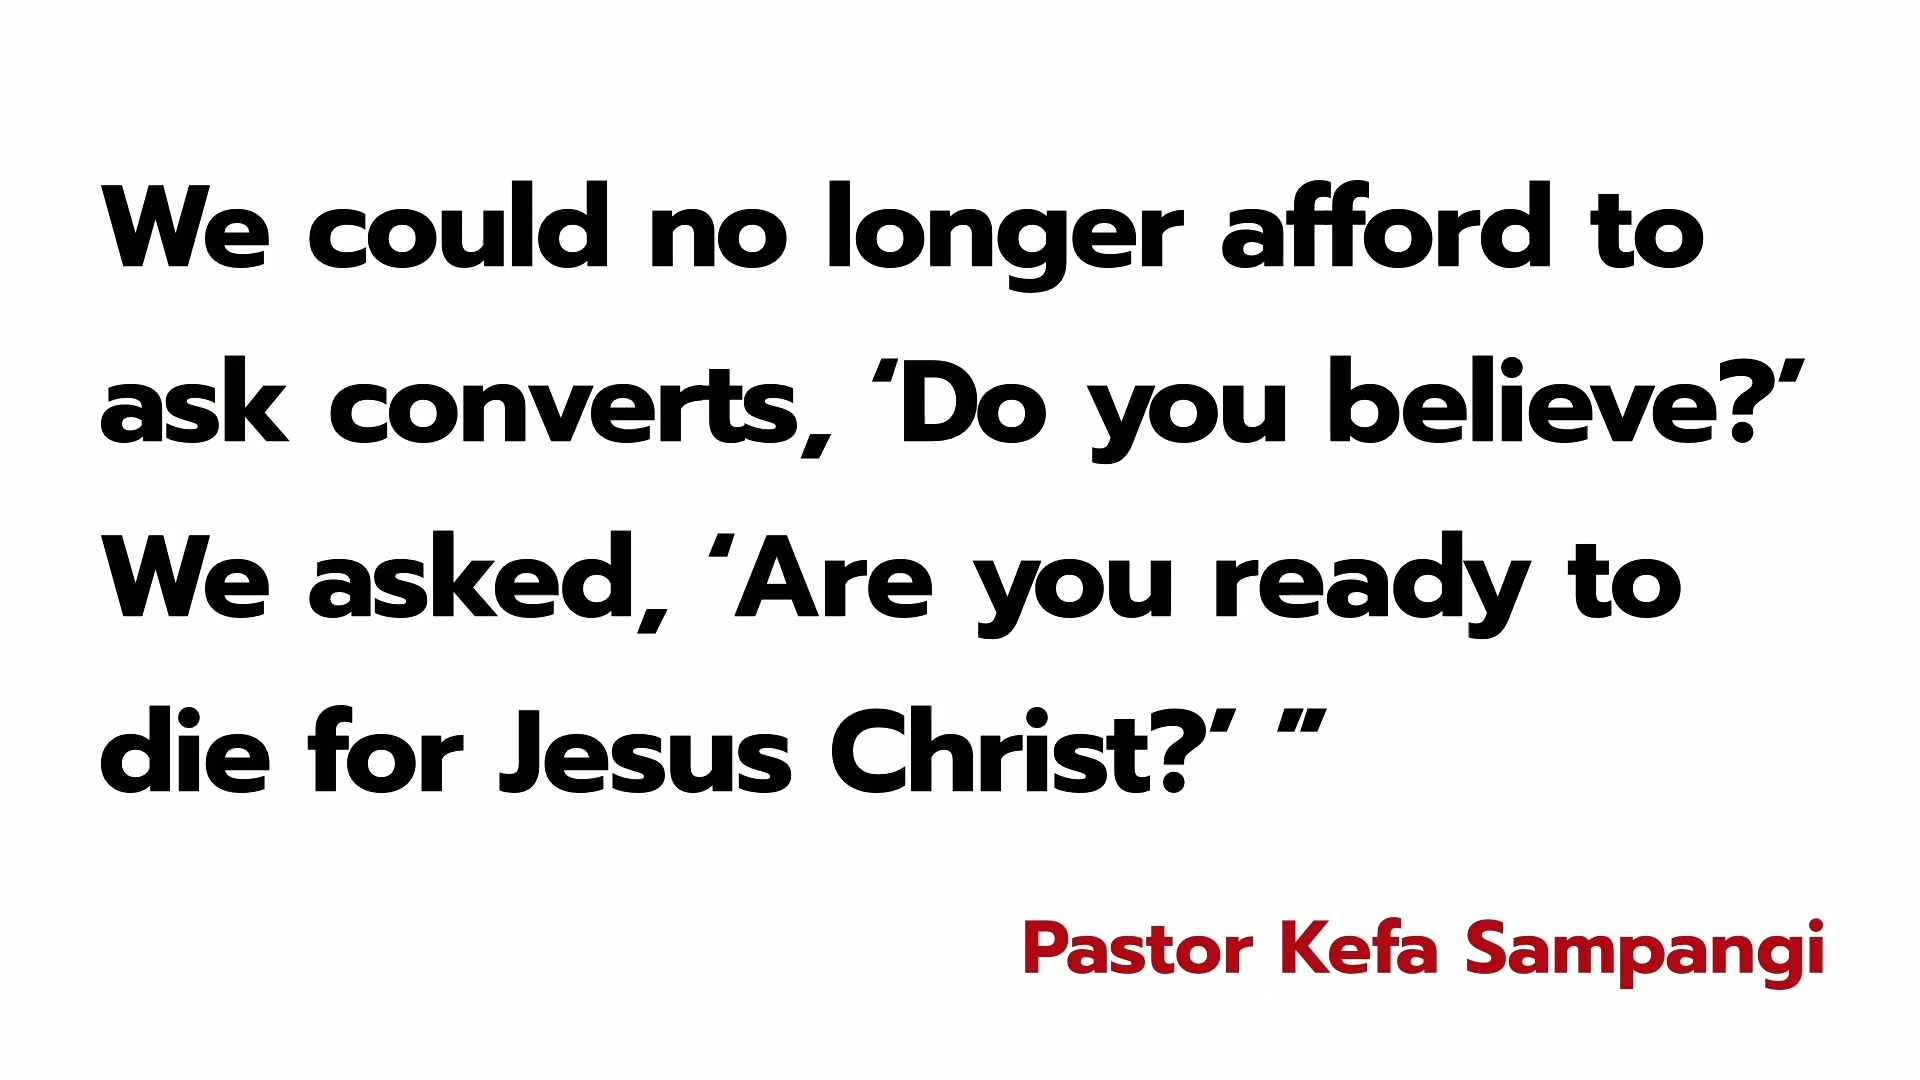 We could no longer afford to
ask converts, ‘Do you believe?’
We asked, ‘Are you ready to
die for Jesus Christ?’ ”
Pastor Kefa Sampangi